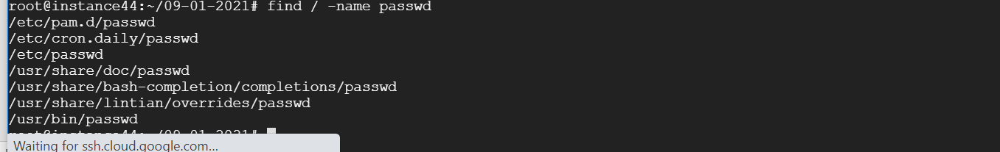 root@instance44:~/09-01-2021# find / -name passwd
/etc/pam.d/passwd
/etc/cron.daily/passwd
/etc/passwd
/usr/share/doc/passwd
/usr/share/bash-completion/completions/passwd
/usr/share/lintian/overrides/passwd
/usr/bin/passwd
root@instance44:~/09-01-2021#
Waiting for ssh.cloud.google.com...